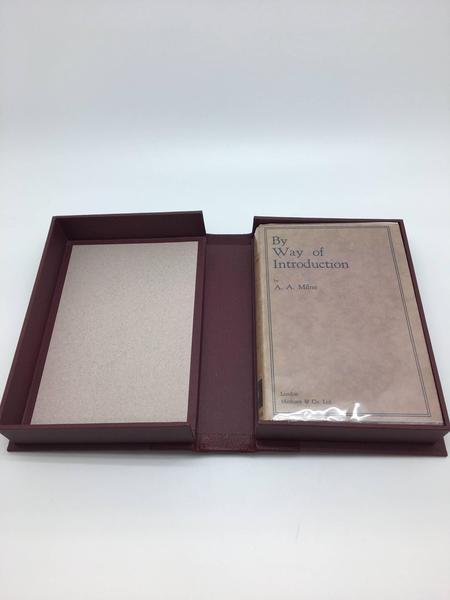 By
Way of
Introduction
by
A. A. Milne
London
Methuen & Co. Ltd.